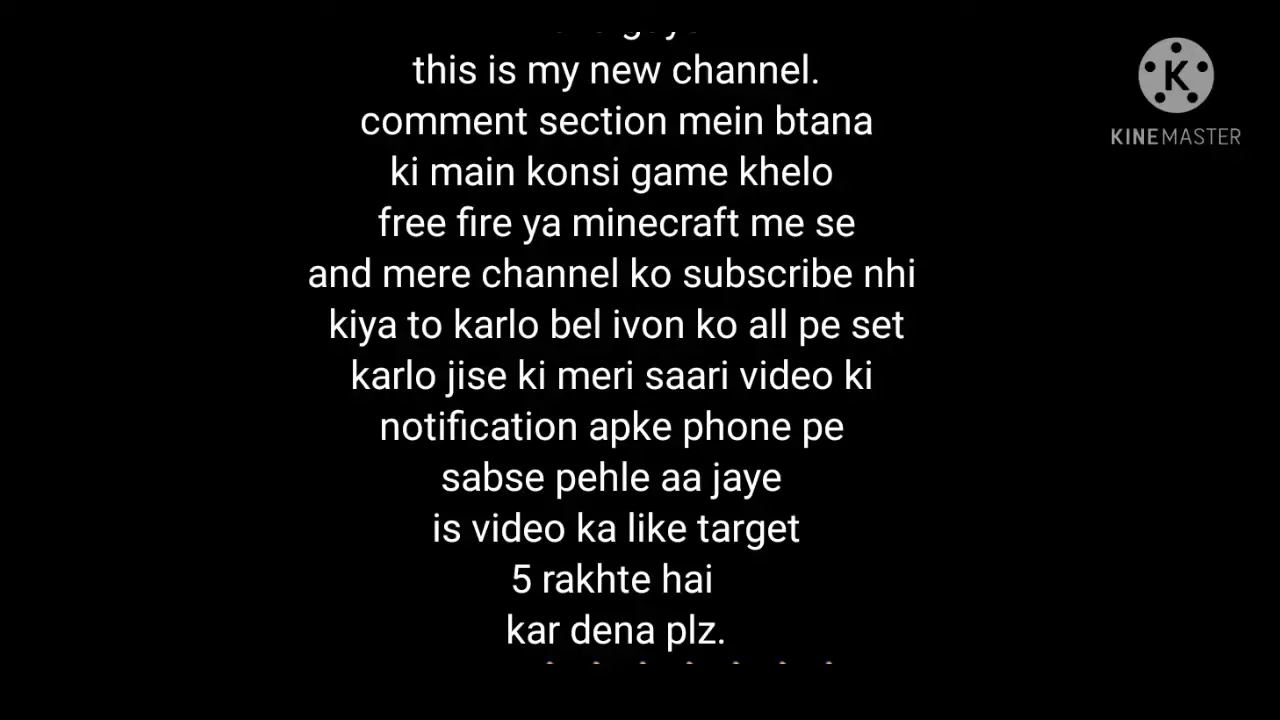 this is my new channel.
comment section mein btana
ki main konsi game khelo
free fire ya minecraft me se
and mere channel ko subscribe nhi
kiya to karlo bel ivon ko all pe set
karlo jise ki meri saari video ki
notification apke phone pe
sabse pehle aa jaye
is video ka like target
5 rakhte hai
kar dena plz.
K
KINEMASTER